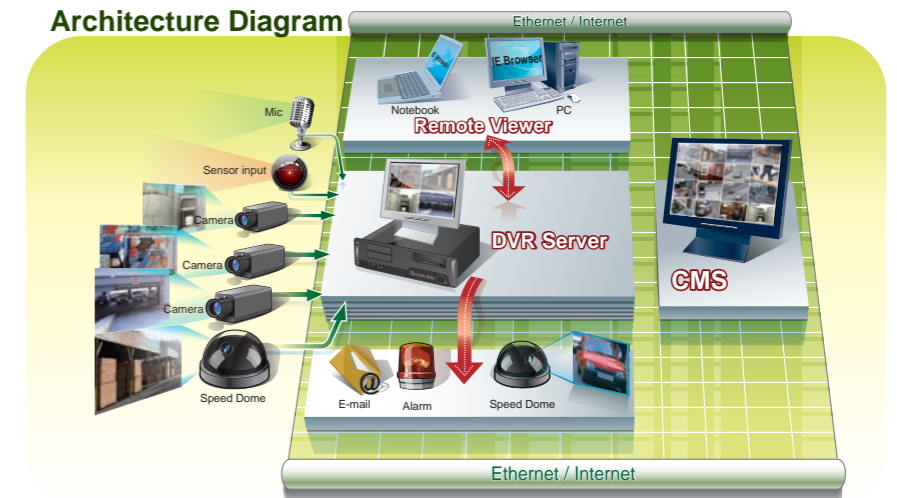 Architecture Diagram
Ethernet / Internet
IE Browser
Notebook
PC
Remote Viewer
Mic
Sensor input
Camera
Camera
Camera
Speed Dome
DVR Server
CMS
E-mail
Alarm
Speed Dome
Ethernet / Internet